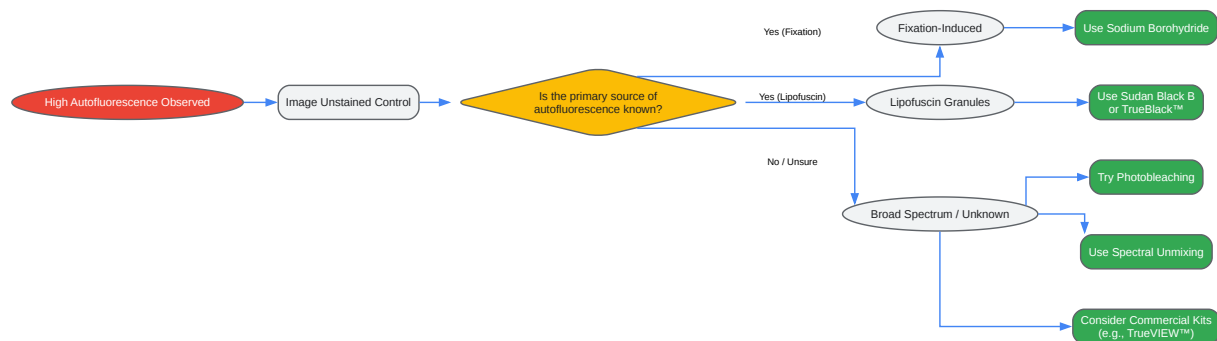 High Autofluorescence Observed
Image Unstained Control
Is the primary source of
autofluorescence known?
Yes (Fixation)
Fixation-Induced
Use Sodium Borohydride
Yes (Lipofuscin)
Lipofuscin Granules
Use Sudan Black B
or TrueBlack™
No / Unsure
Broad Spectrum / Unknown
Try Photobleaching
Use Spectral Unmixing
Consider Commercial Kits
(e.g., TrueVIEW™)